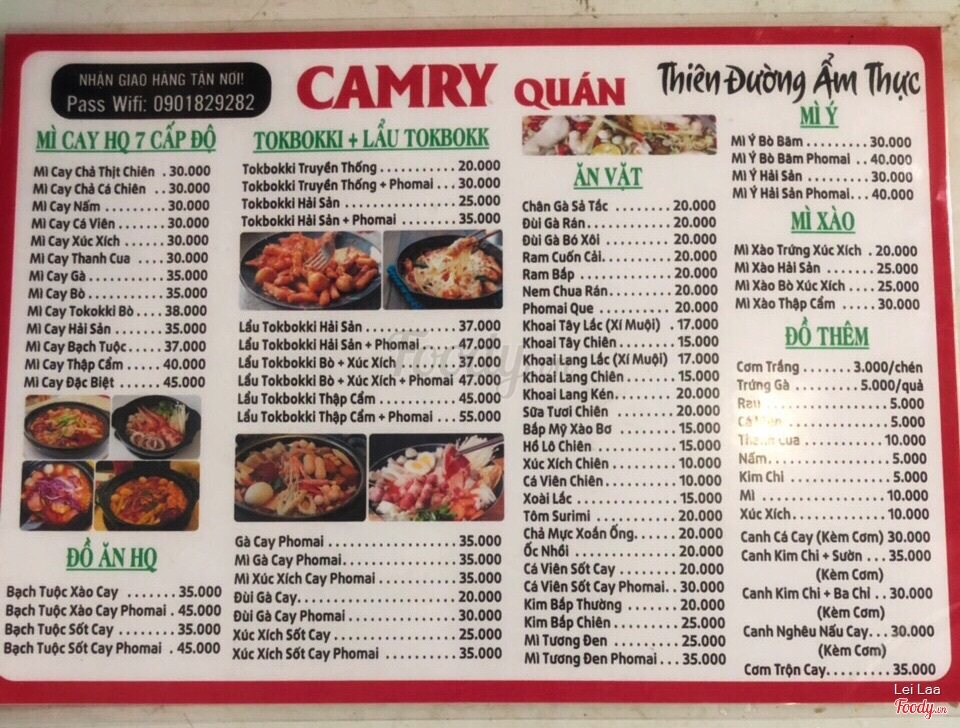 NHẬN GIAO HÀNG TẬN NƠI!
Pass Wifi: 0901829282
CAMRY QUÁN
Thiên Đường Ẩm Thực
MÌ CAY HQ 7 CẤP ĐỘ
Mì Cay Chả Thịt Chiên . 30.000
Mì Cay Chả Cá Chiên . . 30.000
Mì Cay Nấm . . . . . . . . . . 30.000
Mì Cay Cá Viên . . . . . . . . 30.000
Mì Cay Xúc Xích . . . . . . . 30.000
Mì Cay Thanh Cua . . . . . 30.000
Mì Cay Gà . . . . . . . . . . . 35.000
Mì Cay Bò . . . . . . . . . . . 35.000
Mì Cay Tokokki Bò . . . . . 38.000
Mì Cay Hải Sản . . . . . . . 35.000
Mì Cay Bạch Tuộc . . . . . 37.000
Mì Cay Thập Cẩm . . . . . 40.000
Mì Cay Đặc Biệt . . . . . . . 45.000
ĐỒ ĂN HQ
Bạch Tuộc Xào Cay . . . . . . 35.000
Bạch Tuộc Xào Cay Phomai . 45.000
Bạch Tuộc Sốt Cay . . . . . . . 35.000
Bạch Tuộc Sốt Cay Phomai . 45.000
TOKBOKKI + LẨU TOKBOKK
Tokbokki Truyền Thống . . . . . . . . . . 20.000
Tokbokki Truyền Thống + Phomai . . . 30.000
Tokbokki Hải Sản . . . . . . . . . . . . . . 25.000
Tokbokki Hải Sản + Phomai . . . . . . . 35.000
Lẩu Tokbokki Hải Sản . . . . . . . . . . . 37.000
Lẩu Tokbokki Hải Sản + Phomai . . . . 47.000
Lẩu Tokbokki Bò + Xúc Xích . . . . . . . 37.000
Lẩu Tokbokki Bò + Xúc Xích + Phomai 47.000
Lẩu Tokbokki Thập Cẩm . . . . . . . . . 45.000
Lẩu Tokbokki Thập Cẩm + Phomai . . . 55.000
Gà Cay Phomai . . . . . . . . . . . . . . . 35.000
Mì Gà Cay Phomai . . . . . . . . . . . . . 35.000
Mì Xúc Xích Cay Phomai . . . . . . . . . 35.000
Đùi Gà Cay . . . . . . . . . . . . . . . . . . 20.000
Đùi Gà Cay Phomai . . . . . . . . . . . . 30.000
Xúc Xích Sốt Cay . . . . . . . . . . . . . . 25.000
Xúc Xích Sốt Cay Phomai . . . . . . . . 35.000
ĂN VẶT
Chân Gà Sả Tắc . . . . . . . . 20.000
Đùi Gà Rán . . . . . . . . . . . 20.000
Đùi Gà Bó Xôi . . . . . . . . . 20.000
Ram Cuốn Cải . . . . . . . . . 20.000
Ram Bắp . . . . . . . . . . . . 20.000
Nem Chua Rán . . . . . . . . . 20.000
Phomai Que . . . . . . . . . . 20.000
Khoai Tây Lắc (Xí Muội) . 17.000
Khoai Tây Chiên . . . . . . . . 15.000
Khoai Lang Lắc (Xí Muội) 17.000
Khoai Lang Chiên . . . . . . . 15.000
Khoai Lang Kén . . . . . . . . 20.000
Sữa Tươi Chiên . . . . . . . . 20.000
Bắp Mỹ Xào Bơ . . . . . . . . 15.000
Hồ Lô Chiên . . . . . . . . . . 15.000
Xúc Xích Chiên . . . . . . . . 10.000
Cá Viên Chiên . . . . . . . . . 10.000
Xoài Lắc . . . . . . . . . . . . 15.000
Tôm Surimi . . . . . . . . . . 20.000
Chả Mực Xoắn Ống . . . . . . 20.000
Ốc Nhồi . . . . . . . . . . . . 20.000
Cá Viên Sốt Cay . . . . . . . 20.000
Cá Viên Sốt Cay Phomai . . 30.000
Kim Bắp Thường . . . . . . . 20.000
Kim Bắp Chiên . . . . . . . . 25.000
Mì Tương Đen . . . . . . . . . 25.000
Mì Tương Đen Phomai . . . 35.000
MÌ Ý
Mì Ý Bò Băm . . . . . . . . . 30.000
Mì Ý Bò Băm Phomai . . 40.000
Mì Ý Hải Sản . . . . . . . . . 30.000
Mì Ý Hải Sản Phomai . . . 40.000
MÌ XÀO
Mì Xào Trứng Xúc Xích . 20.000
Mì Xào Hải Sản . . . . . . . 25.000
Mì Xào Bò Xúc Xích . . . . 25.000
Mì Xào Thập Cẩm . . . . . 30.000
ĐỒ THÊM
Cơm Trắng . . . . . . . . 3.000/chén
Trứng Gà . . . . . . . . . 5.000/quả
Rau . . . . . . . . . . . . 5.000
5.000
Thanh Cua . . . . . . . . 10.000
Nấm . . . . . . . . . . . . 5.000
Kim Chi . . . . . . . . . . 5.000
Mì . . . . . . . . . . . . . 10.000
Xúc Xích . . . . . . . . . 10.000
Canh Cá Cay (Kèm Cơm) 30.000
Canh Kim Chi + Sườn . . . 35.000
(Kèm Cơm)
Canh Kim Chi + Ba Chỉ . . 30.000
(Kèm Cơm)
Canh Nghêu Nấu Cay . . . 30.000
(Kèm Cơm)
Cơm Trộn Cay . . . . . . . . . 35.000
Foody.vn
Lei Laa
Foody.vn